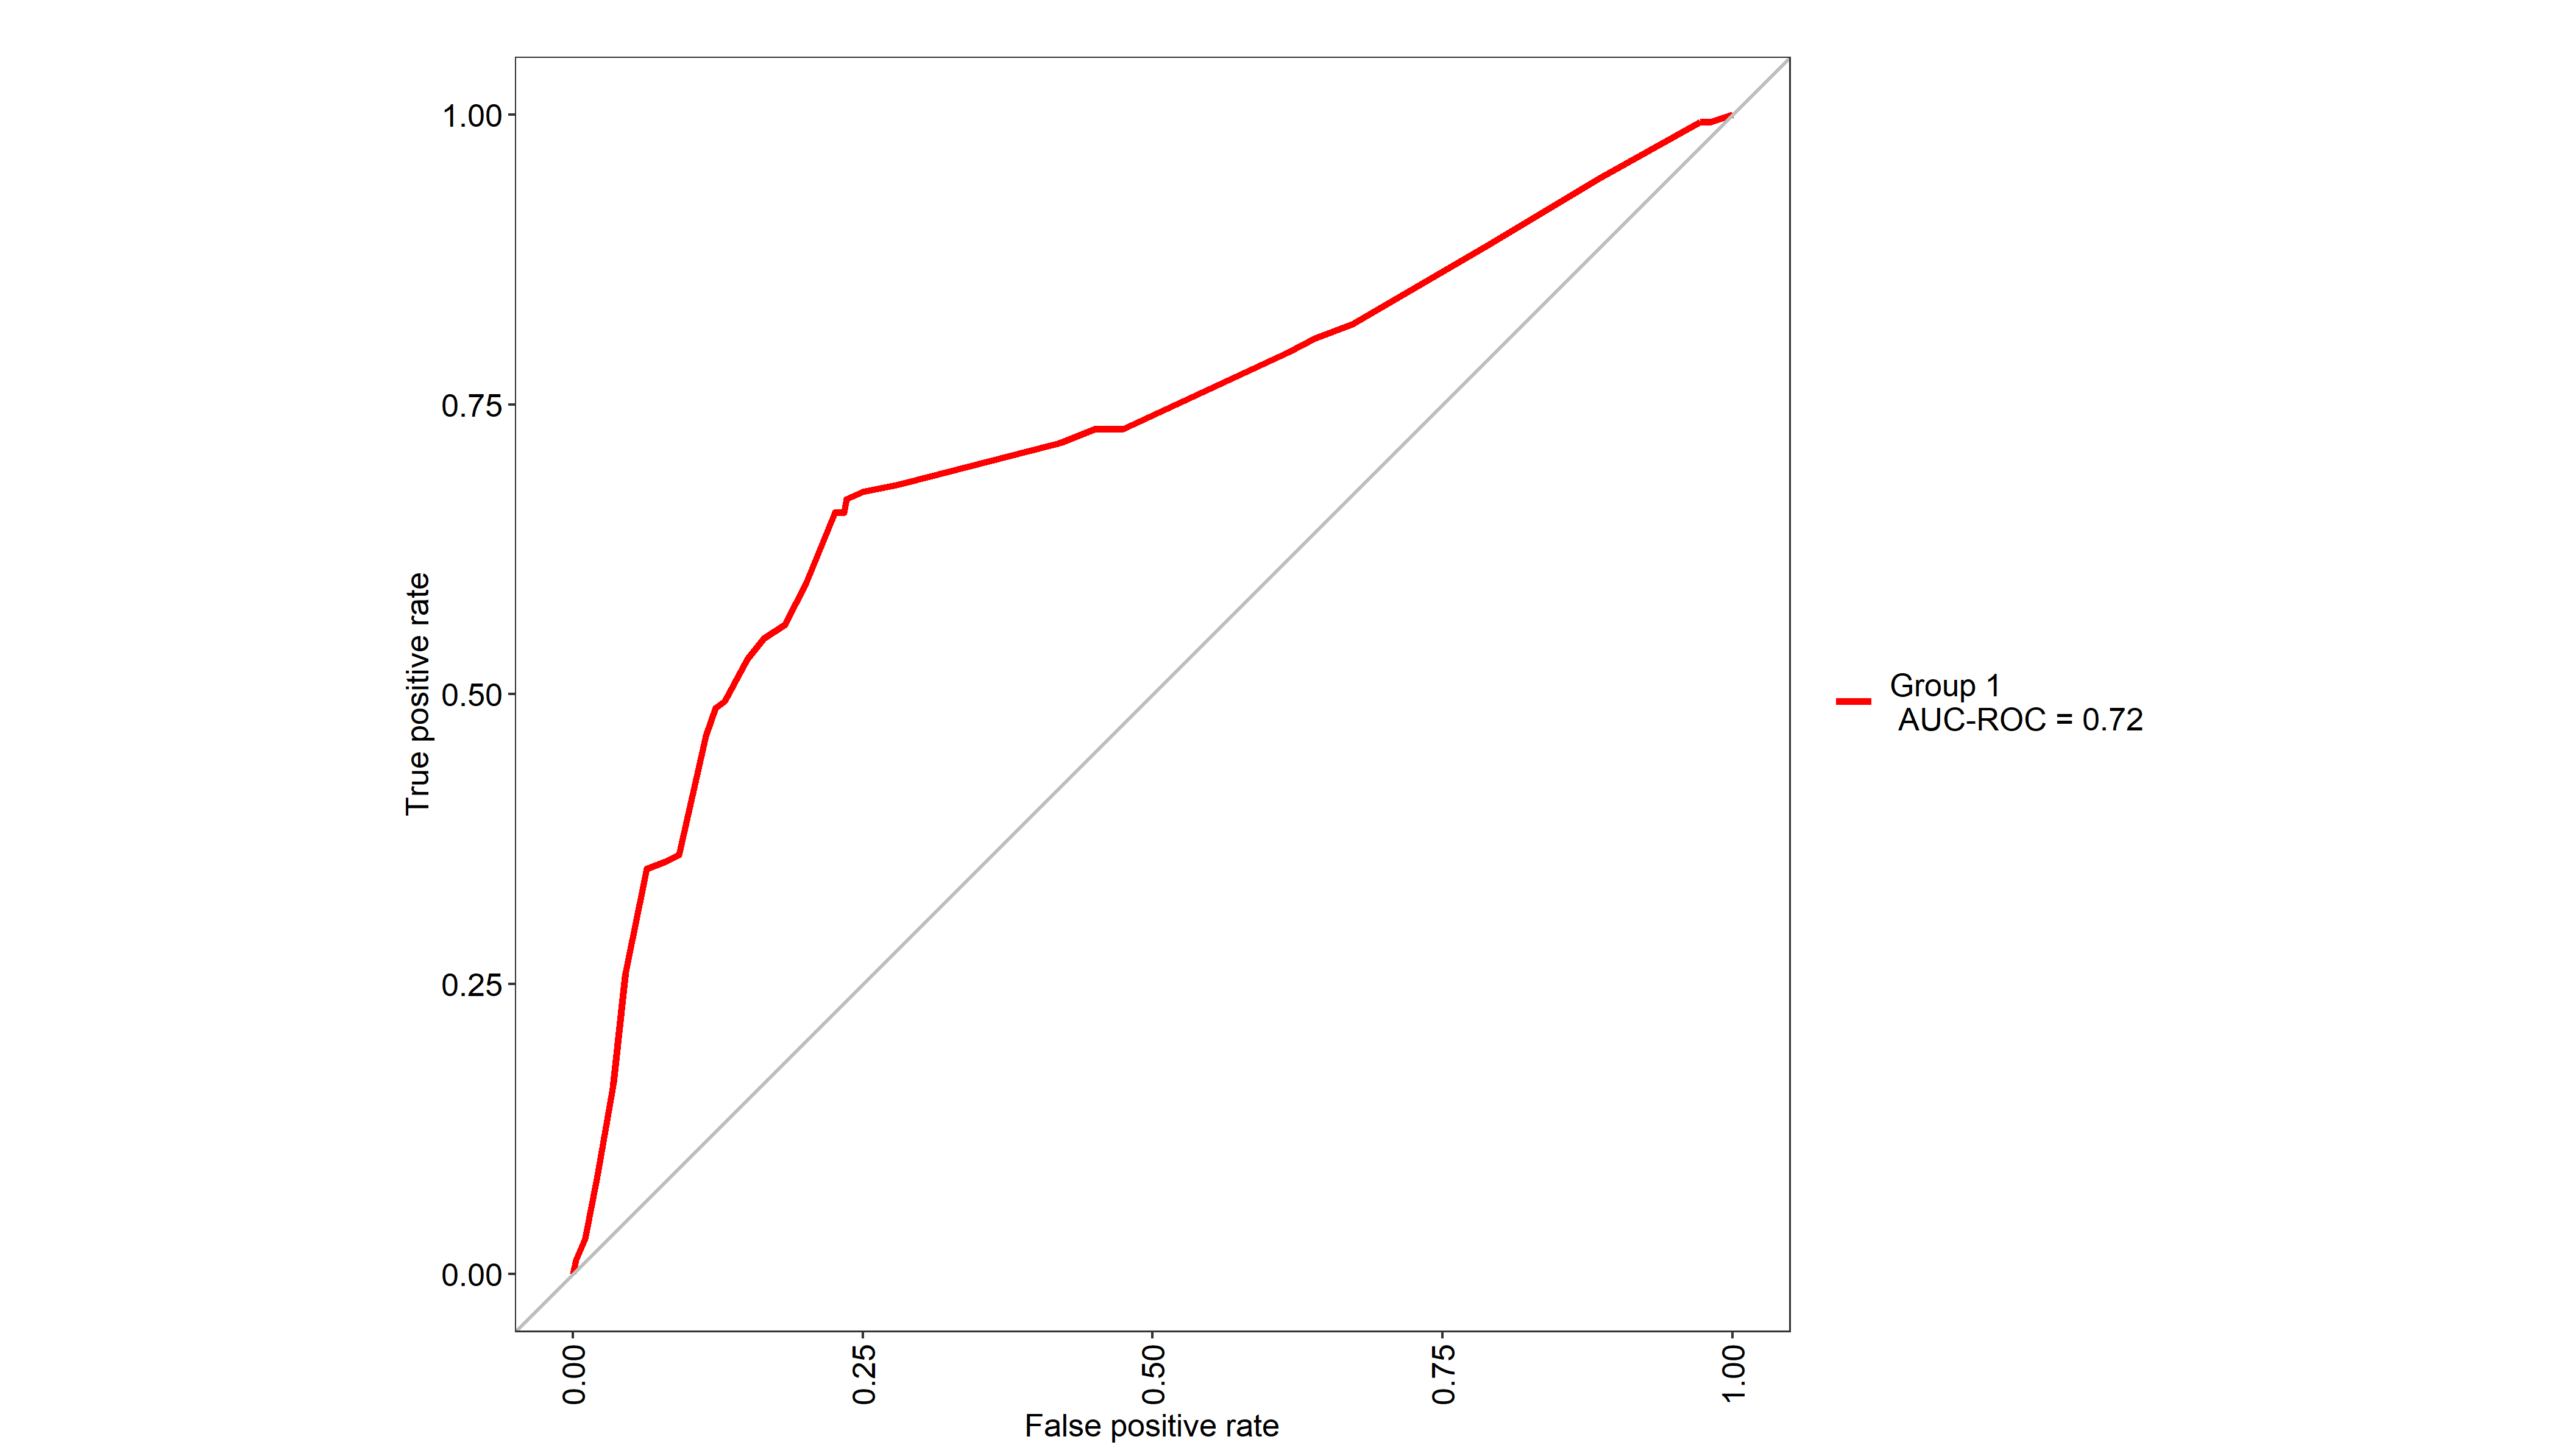 1.00
0.75
0.50
0.25
0.00
True positive rate
0.00
0.25
0.50
0.75
1.00
False positive rate
Group 1
AUC-ROC = 0.72